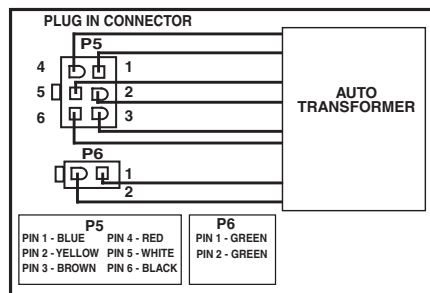 PLUG IN CONNECTOR
P5
4 1
5 2
6 3
AUTO
TRANSFORMER
P6
1
2
P5
PIN 1 - BLUE PIN 4 - RED
PIN 2 - YELLOW PIN 5 - WHITE
PIN 3 - BROWN PIN 6 - BLACK
P6
PIN 1 - GREEN
PIN 2 - GREEN